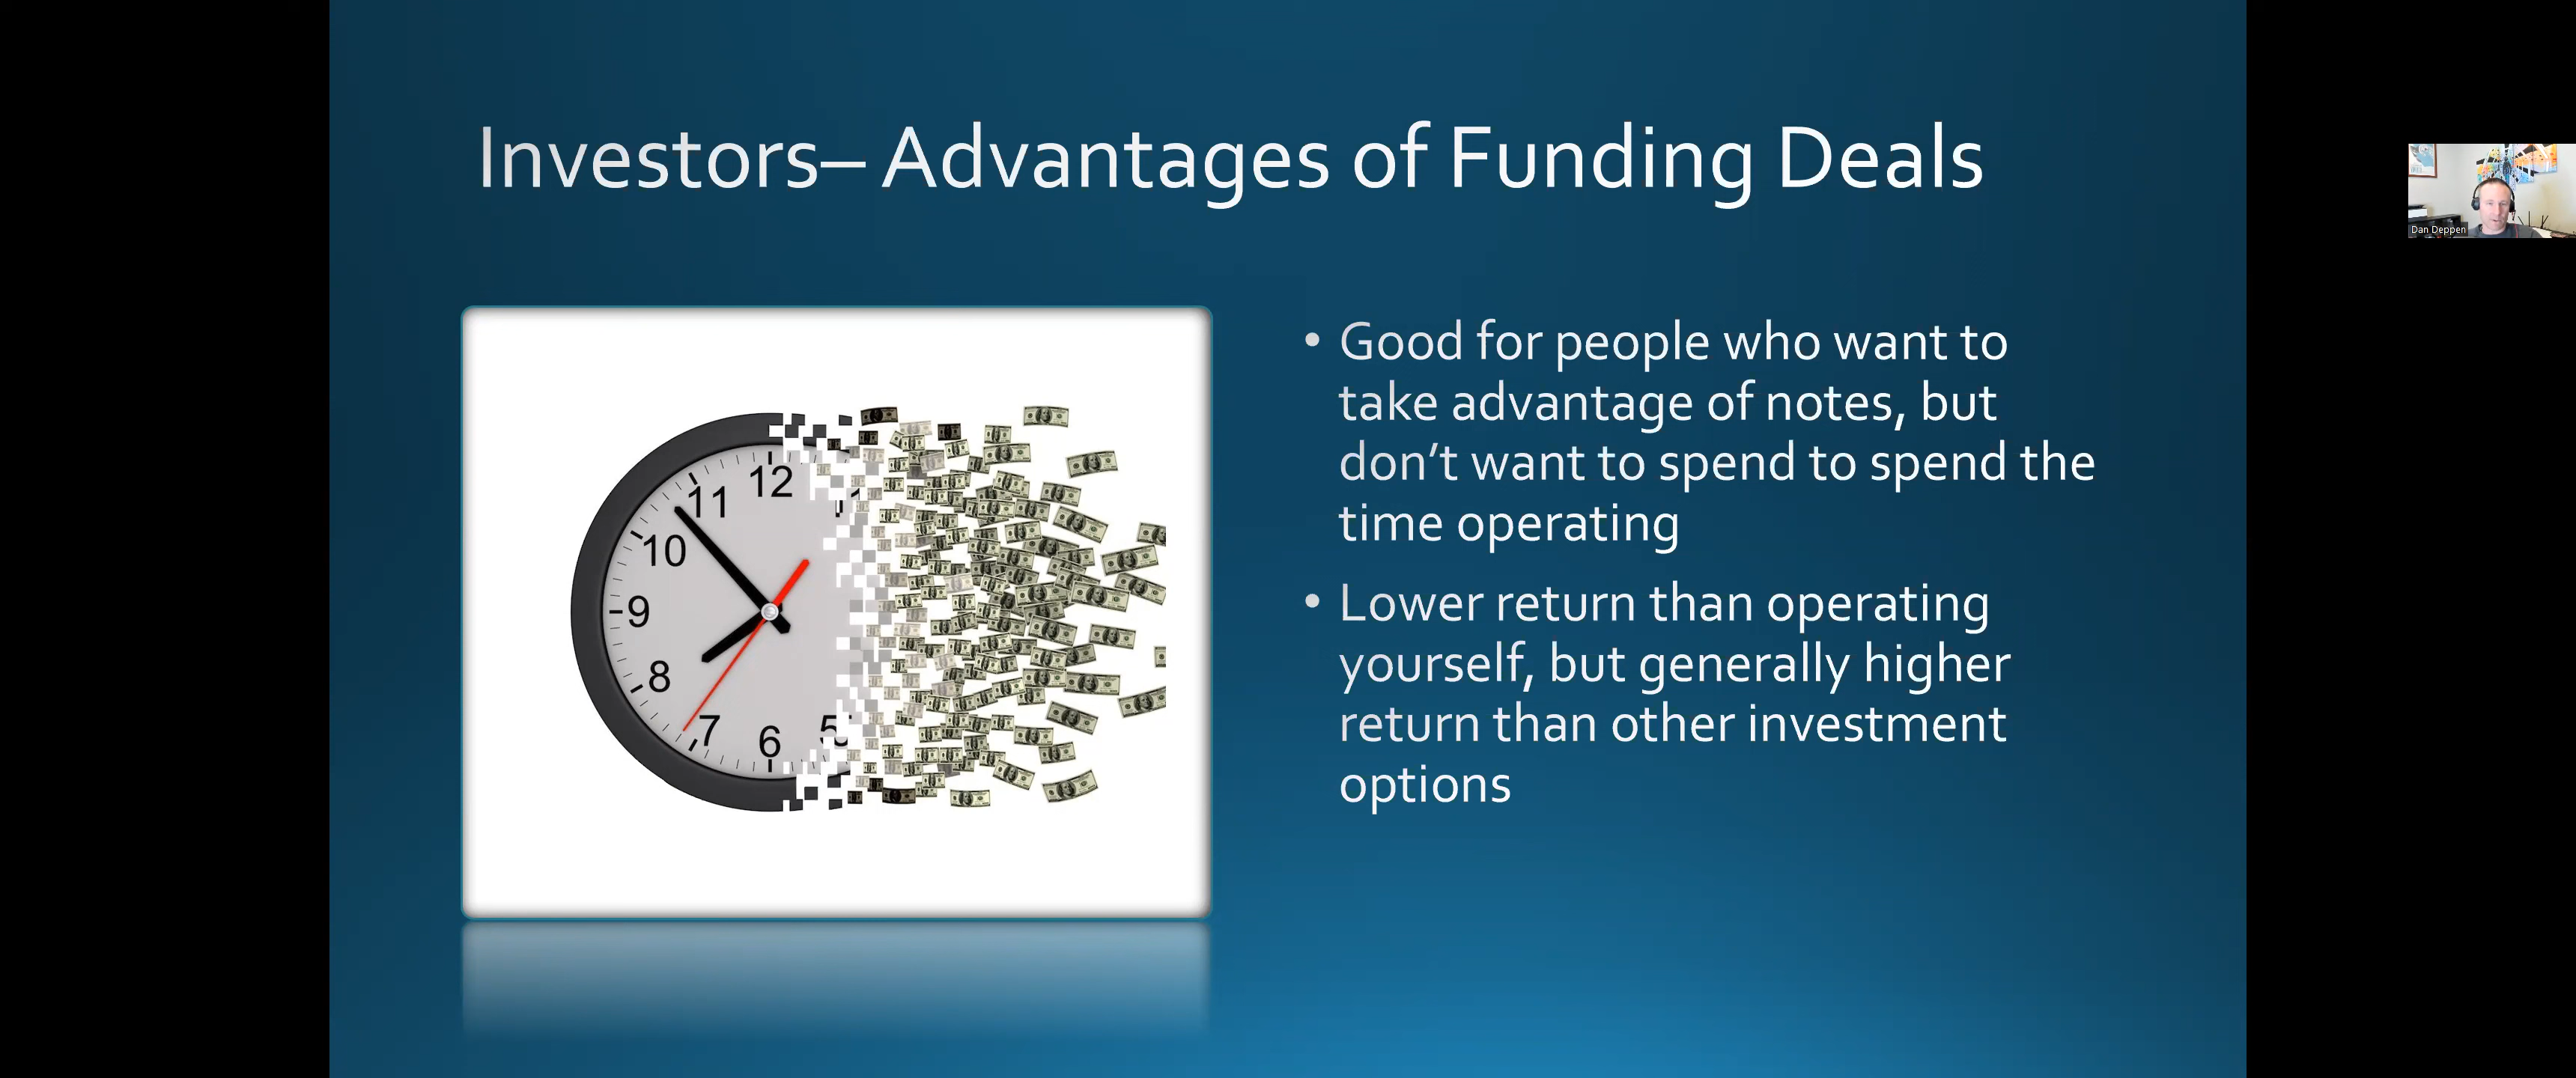 Investors– Advantages of Funding Deals
• Good for people who want to
take advantage of notes, but
don't want to spend to spend the
time operating
• Lower return than operating
yourself, but generally higher
return than other investment
options
12
11
10
9
8
7
6
5
Dan Deppen